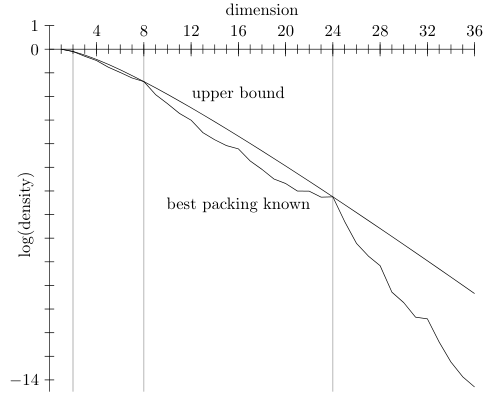 dimension
1
4 8 12 16 20 24 28 32 36
0
upper bound
best packing known
log(density)
−14